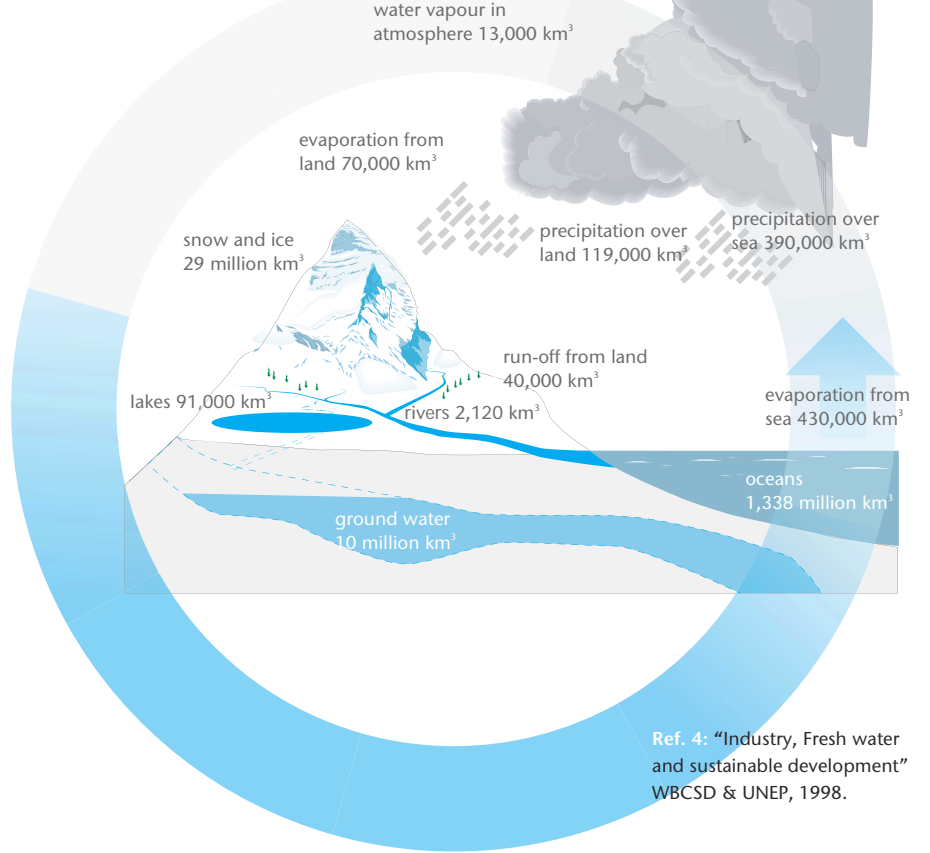 water vapour in
atmosphere 13,000 km³
evaporation from
land 70,000 km³
precipitation over
land 119,000 km³
precipitation over
sea 390,000 km³
snow and ice
29 million km³
run-off from land
40,000 km³
lakes 91,000 km³
rivers 2,120 km³
evaporation from
sea 430,000 km³
oceans
1,338 million km³
ground water
10 million km³
Ref. 4: “Industry, Fresh water
and sustainable development”
WBCSD & UNEP, 1998.